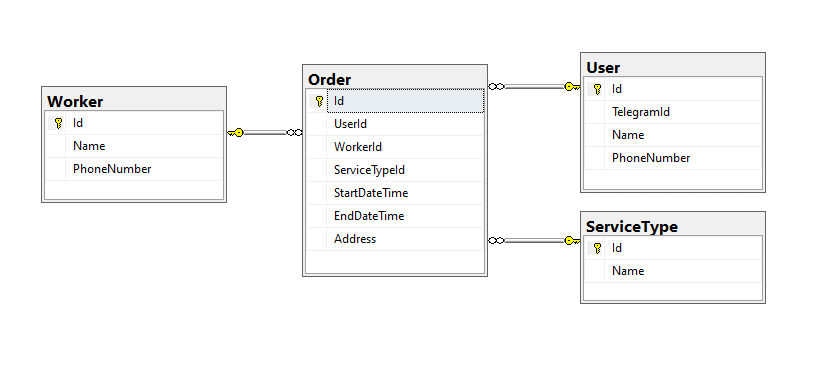 Worker
Id
Name
PhoneNumber
Order
Id
UserId
WorkerId
ServiceTypeId
StartDateTime
EndDateTime
Address
User
Id
TelegramId
Name
PhoneNumber
ServiceType
Id
Name